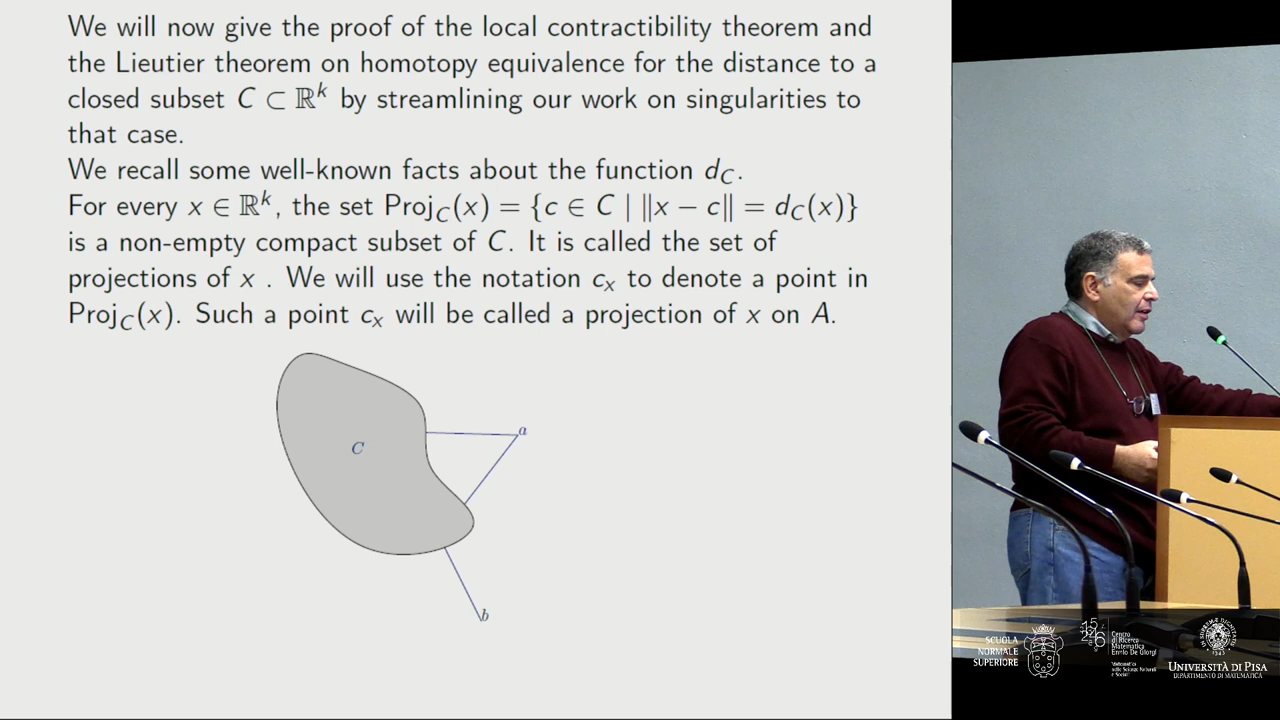 We will now give the proof of the local contractibility theorem and
the Lieutier theorem on homotopy equivalence for the distance to a
closed subset C ⊂ ℝᵏ by streamlining our work on singularities to
that case.
We recall some well-known facts about the function d_C.
For every x ∈ ℝᵏ, the set Proj_C(x) = {c ∈ C | ‖x − c‖ = d_C(x)}
is a non-empty compact subset of C. It is called the set of
projections of x . We will use the notation c_x to denote a point in
Proj_C(x). Such a point c_x will be called a projection of x on A.
a
C
b
SCUOLA
NORMALE
SUPERIORE
Centro
di Ricerca
Matematica
Ennio De Giorgi
UNIVERSITÀ DI PISA
DIPARTIMENTO DI MATEMATICA